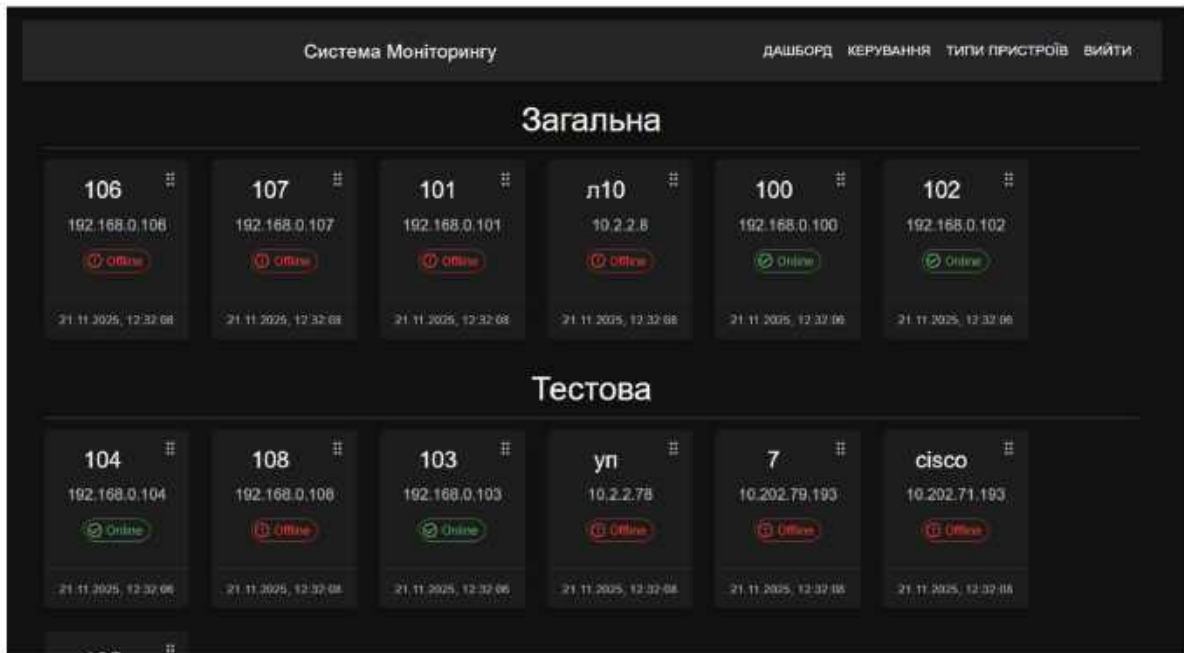 Система Моніторингу ДАШБОРД КЕРУВАННЯ ТИПИ ПРИСТРОЇВ ВИЙТИ
Загальна
106 107 101 л10 100 102
192.168.0.106 192.168.0.107 192.168.0.101 10.2.2.8 192.168.0.100 192.168.0.102
Offline Offline Offline Offline Online Online
21.11.2025, 12:32:08 21.11.2025, 12:32:08 21.11.2025, 12:32:08 21.11.2025, 12:32:08 21.11.2025, 12:32:06 21.11.2025, 12:32:06
Тестова
104 108 103 уп 7 cisco
192.168.0.104 192.168.0.108 192.168.0.103 10.2.2.78 10.202.79.193 10.202.71.193
Online Offline Online Offline Offline Offline
21.11.2025, 12:32:06 21.11.2025, 12:32:08 21.11.2025, 12:32:06 21.11.2025, 12:32:08 21.11.2025, 12:32:08 21.11.2025, 12:32:08